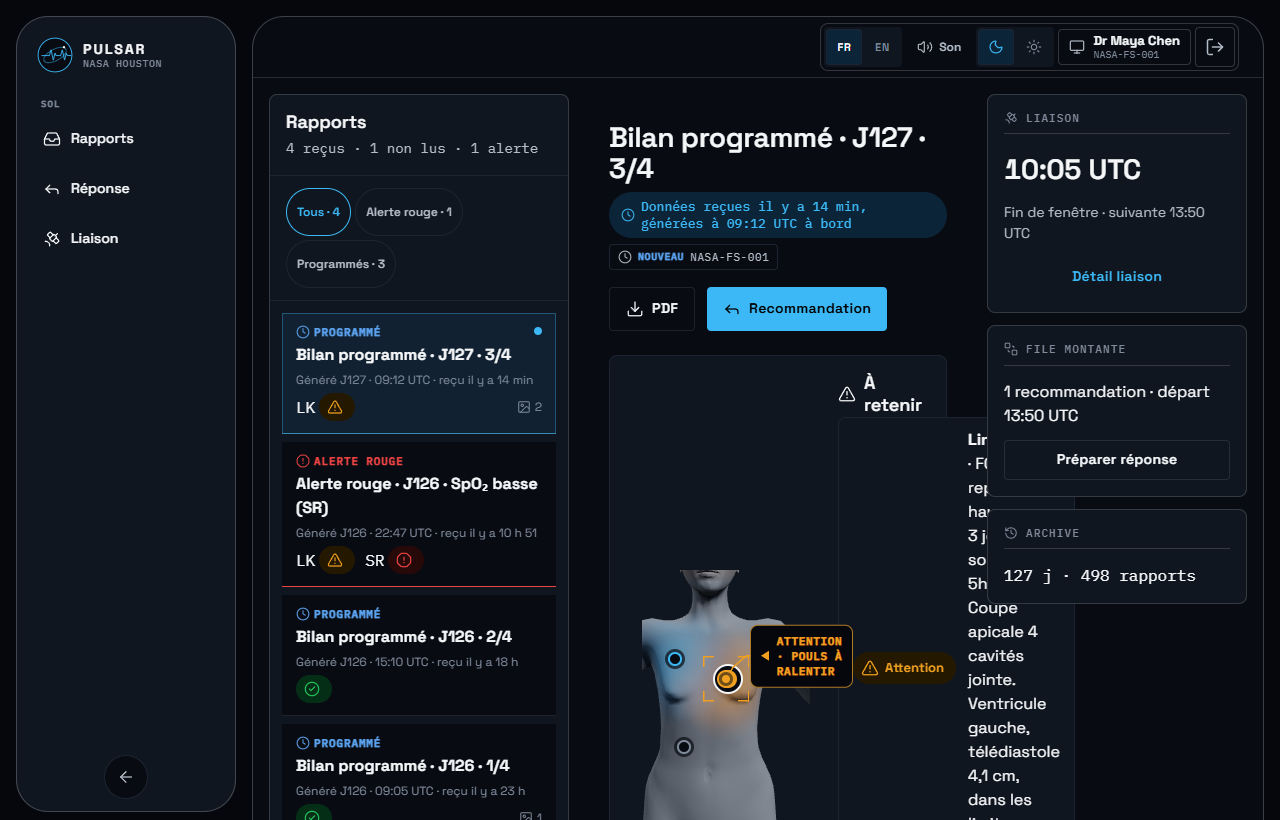 PULSAR
NASA HOUSTON
SOL
Rapports
Réponse
Liaison
FR EN Son Dr Maya Chen
NASA-FS-001
Rapports
4 reçus · 1 non lus · 1 alerte
Tous · 4 Alerte rouge · 1
Programmés · 3
PROGRAMMÉ
Bilan programmé · J127 · 3/4
Généré J127 · 09:12 UTC · reçu il y a 14 min
LK 2
ALERTE ROUGE
Alerte rouge · J126 · SpO₂ basse
(SR)
Généré J126 · 22:47 UTC · reçu il y a 10 h 51
LK SR
PROGRAMMÉ
Bilan programmé · J126 · 2/4
Généré J126 · 15:10 UTC · reçu il y a 18 h
PROGRAMMÉ
Bilan programmé · J126 · 1/4
Généré J126 · 09:05 UTC · reçu il y a 23 h
1
Bilan programmé · J127 ·
3/4
Données reçues il y a 14 min,
générées à 09:12 UTC à bord
NOUVEAU NASA-FS-001
PDF Recommandation
À
retenir
ATTENTION
· POULS À
RALENTIR
Attention
3 j
5h
Coupe
apicale 4
cavités
jointe.
Ventricule
gauche,
télédiastole
4,1 cm,
dans les
LIAISON
10:05 UTC
Fin de fenêtre · suivante 13:50
UTC
Détail liaison
FILE MONTANTE
1 recommandation · départ
13:50 UTC
Préparer réponse
ARCHIVE
127 j · 498 rapports